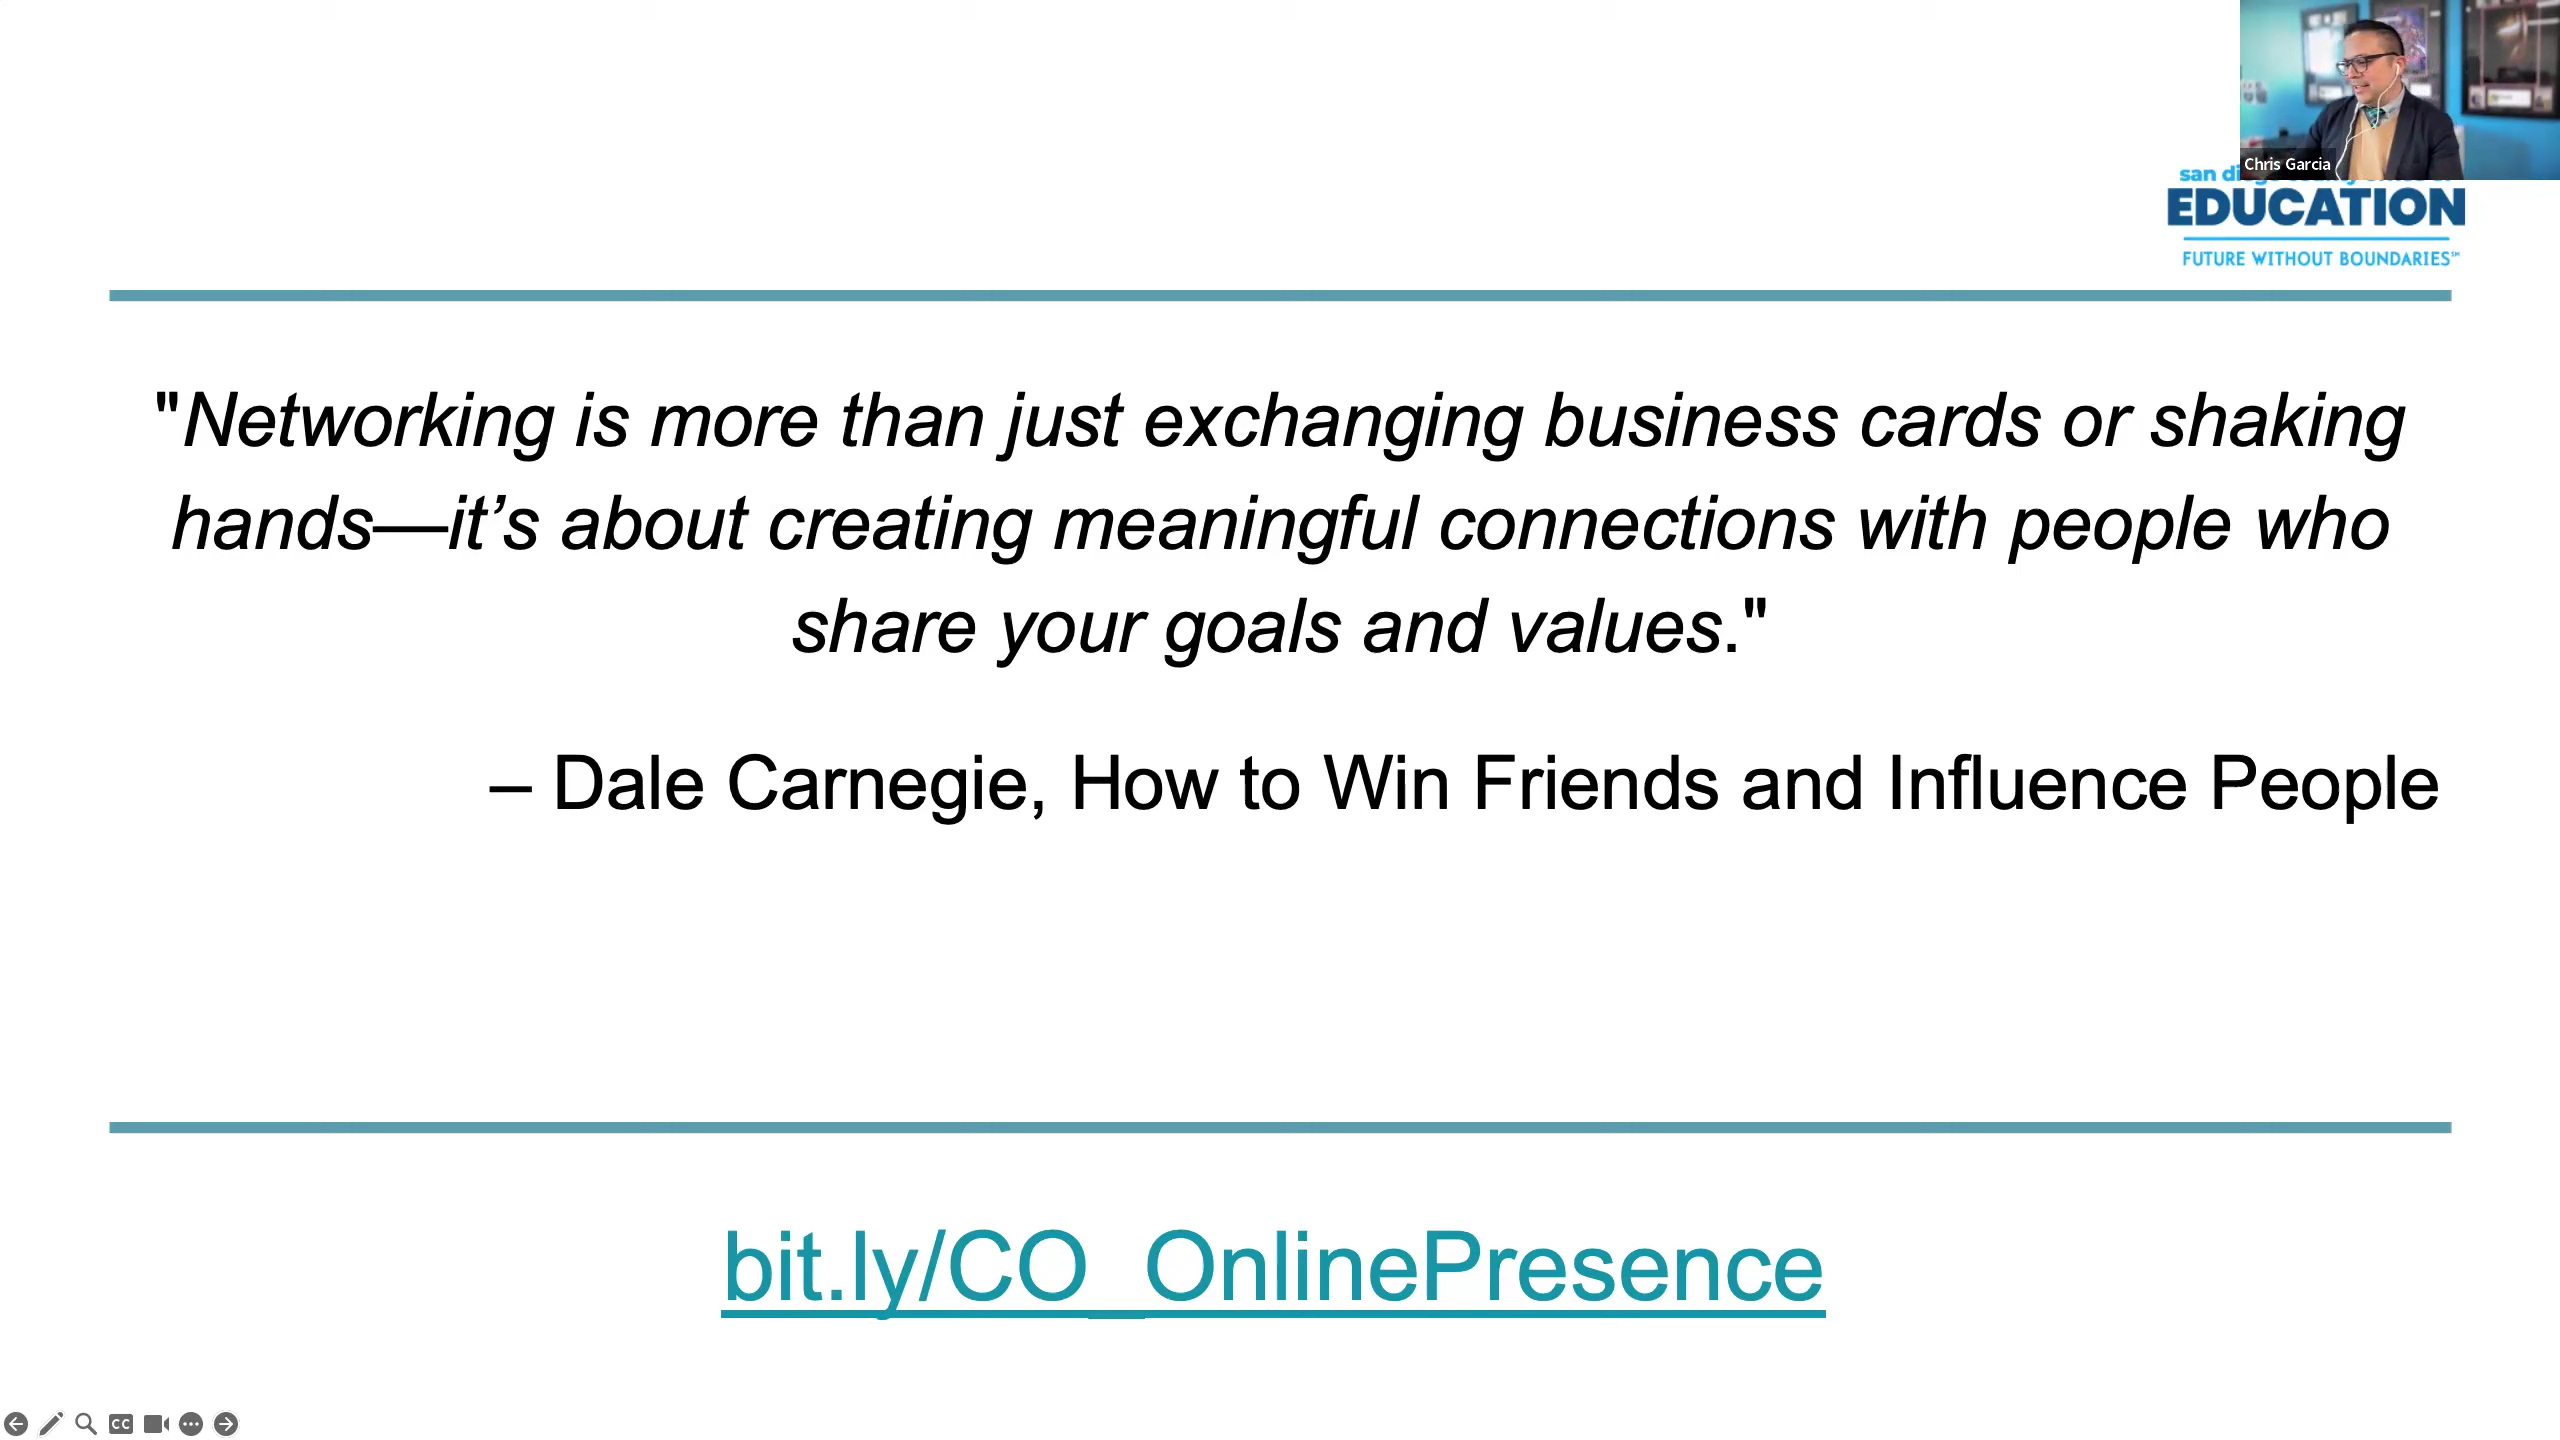 Chris Garcia
EDUCATION
FUTURE WITHOUT BOUNDARIES℠
"Networking is more than just exchanging business cards or shaking
hands—it’s about creating meaningful connections with people who
share your goals and values."
– Dale Carnegie, How to Win Friends and Influence People
bit.ly/CO_OnlinePresence
CC